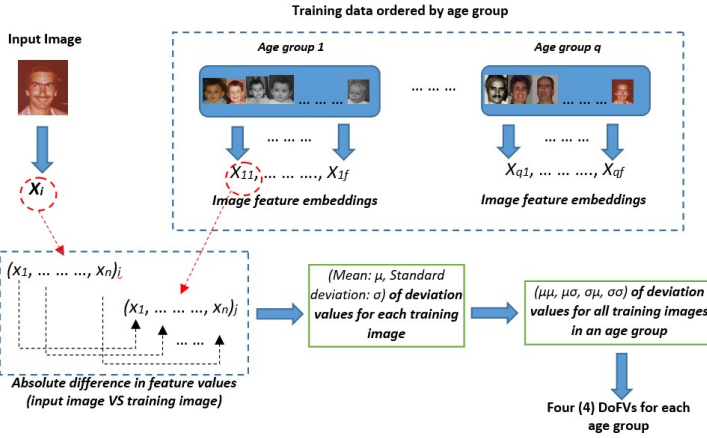 Training data ordered by age group
Input Image
Age group 1
Age group q
… … …
… … …
… … …
… … …
… … …
Xi
X11, … … …., X1f
Xq1, … … …., Xqf
Image feature embeddings
Image feature embeddings
(x1, … … …, xn)i
(x1, … … …, xn)j
… …
Absolute difference in feature values
(input image VS training image)
(Mean: μ, Standard
deviation: σ) of deviation
values for each training
image
(μμ, μσ, σμ, σσ) of deviation
values for all training images
in an age group
Four (4) DoFVs for each
age group